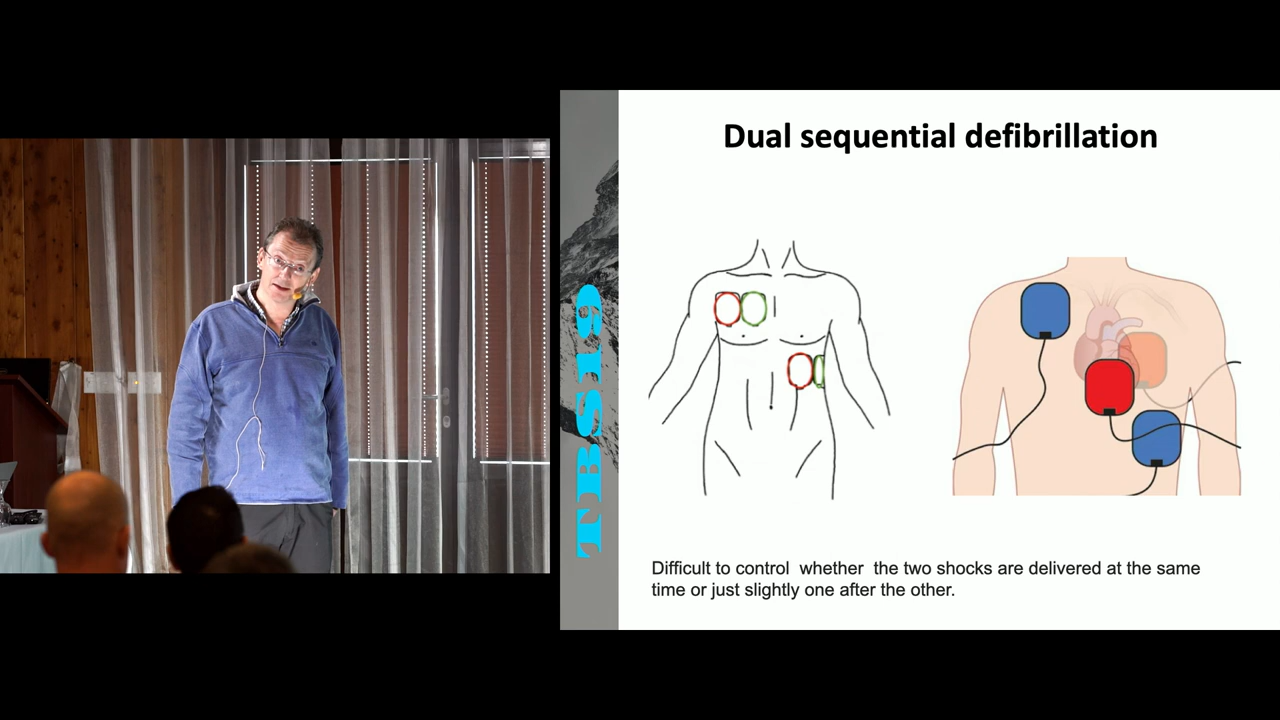 Dual sequential defibrillation
TBS19
Difficult to control whether the two shocks are delivered at the same
time or just slightly one after the other.